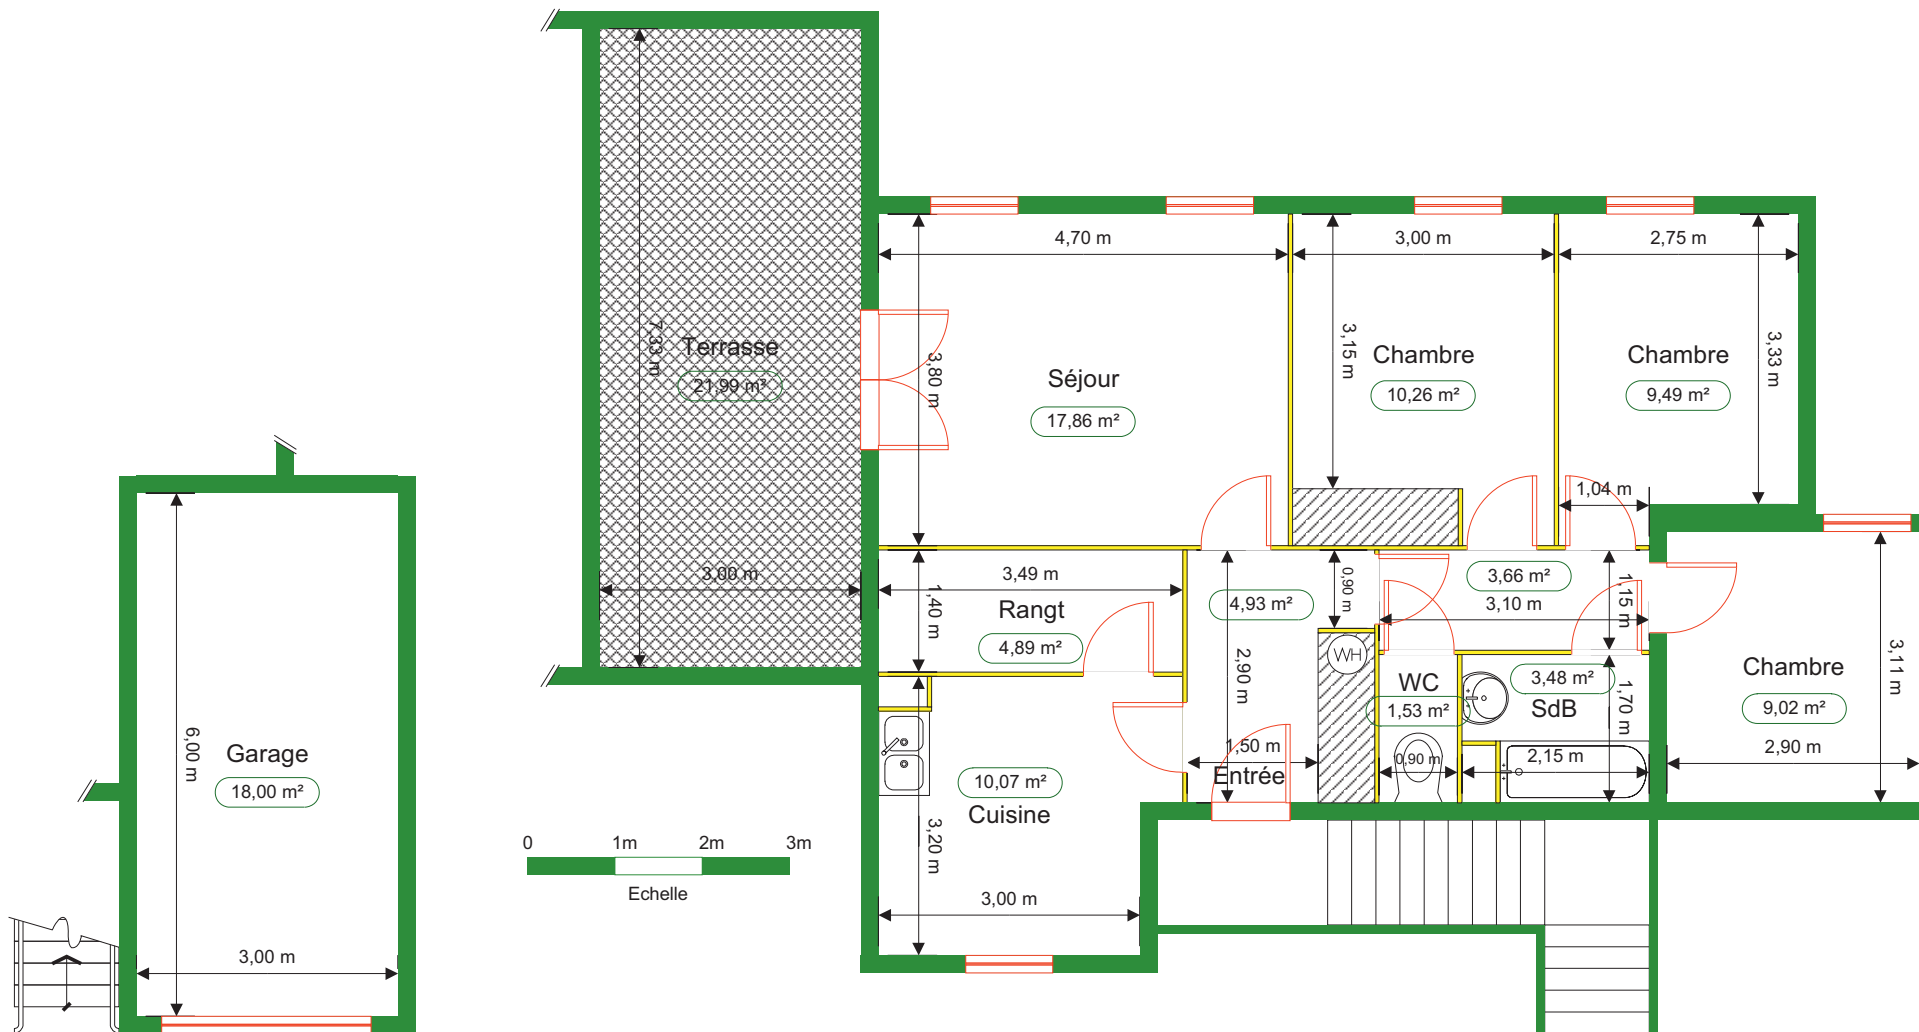 4,70 m
3,00 m
2,75 m
7,33 m
Terrasse
21,99 m²
3,00 m
3,80 m
Séjour
17,86 m²
3,15 m
Chambre
10,26 m²
Chambre
9,49 m²
3,33 m
1,04 m
3,49 m
1,40 m
Rangt
4,89 m²
4,93 m²
0,90 m
3,66 m²
3,10 m
1,15 m
2,90 m
WH
WC
1,53 m²
3,48 m²
SdB
1,70 m
Chambre
9,02 m²
2,90 m
3,11 m
1,50 m
Entrée
0,90 m
2,15 m
10,07 m²
Cuisine
3,20 m
3,00 m
6,00 m
Garage
18,00 m²
3,00 m
0 1m 2m 3m
Echelle